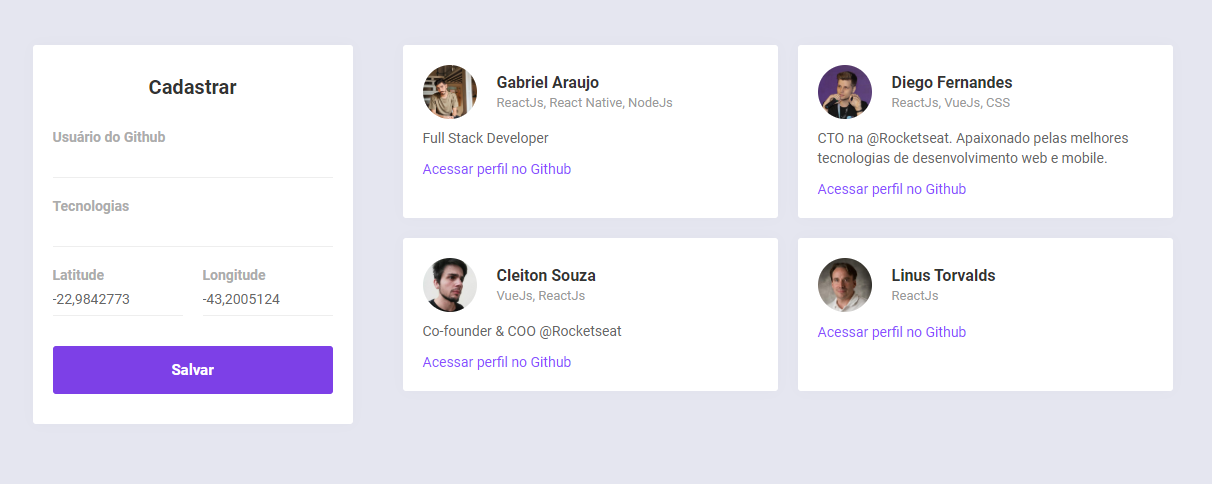 Cadastrar
Usuário do Github
Tecnologias
Latitude
Longitude
-22,9842773
-43,2005124
Salvar
Gabriel Araujo
ReactJs, React Native, NodeJs
Full Stack Developer
Acessar perfil no Github
Diego Fernandes
ReactJs, VueJs, CSS
CTO na @Rocketseat. Apaixonado pelas melhores
tecnologias de desenvolvimento web e mobile.
Acessar perfil no Github
Cleiton Souza
VueJs, ReactJs
Co-founder & COO @Rocketseat
Acessar perfil no Github
Linus Torvalds
ReactJs
Acessar perfil no Github